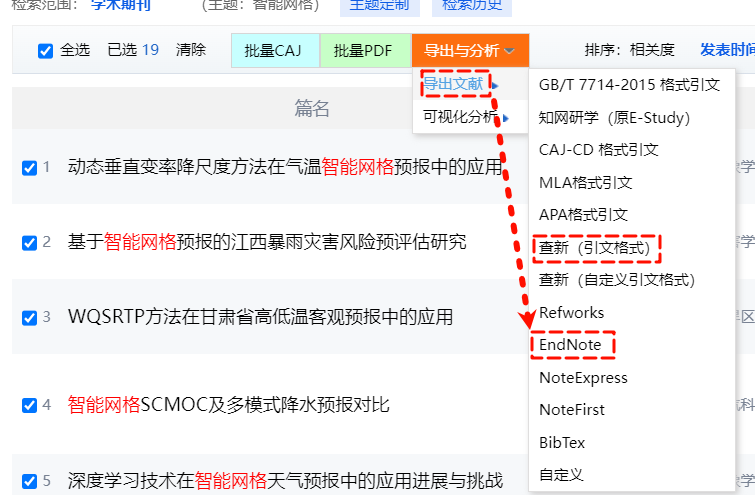 检索范围： 学术期刊 （主题：智能网格） 主题定制 检索历史
全选 已选 19 清除 批量CAJ 批量PDF 导出与分析 排序：相关度 发表时间
篇名
导出文献
可视化分析
GB/T 7714-2015 格式引文
知网研学（原E-Study）
CAJ-CD 格式引文
MLA格式引文
APA格式引文
查新（引文格式）
查新（自定义引文格式）
Refworks
EndNote
NoteExpress
NoteFirst
BibTex
自定义
1 动态垂直变率降尺度方法在气温智能网格预报中的应用
2 基于智能网格预报的江西暴雨灾害风险预评估研究
3 WQSRTP方法在甘肃省高低温客观预报中的应用
4 智能网格SCMOC及多模式降水预报对比
5 深度学习技术在智能网格天气预报中的应用进展与挑战